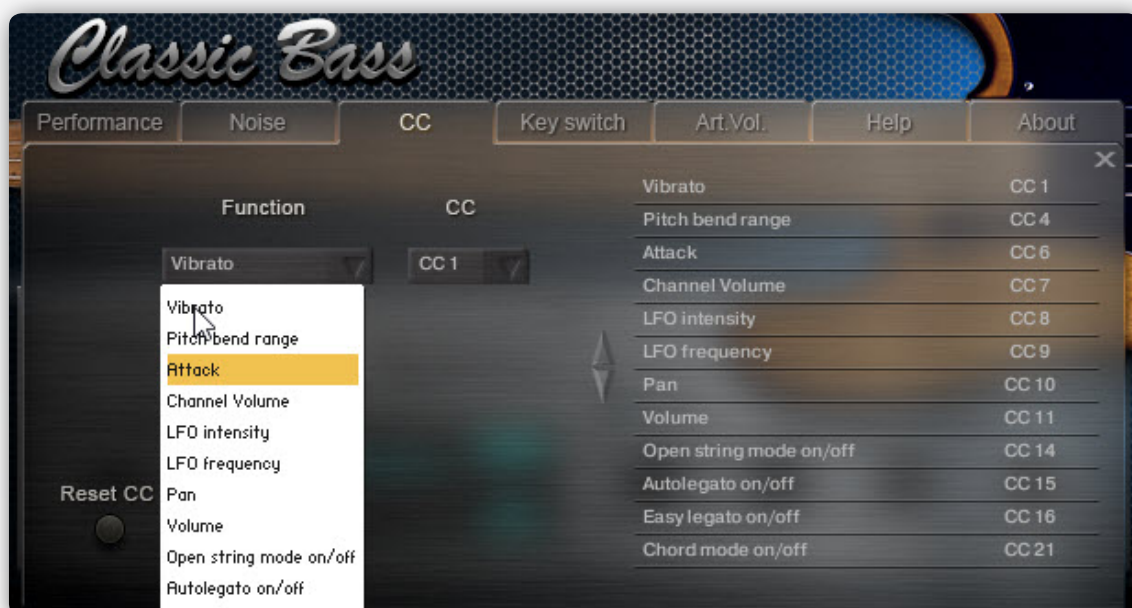 Classic Bass
Performance Noise CC Key switch Art.Vol. Help About
X
Function CC
Vibrato CC 1
Vibrato
Pitch bend range
Attack
Channel Volume
LFO intensity
LFO frequency
Pan
Volume
Open string mode on/off
Autolegato on/off
Reset CC
Vibrato CC 1
Pitch bend range CC 4
Attack CC 6
Channel Volume CC 7
LFO intensity CC 8
LFO frequency CC 9
Pan CC 10
Volume CC 11
Open string mode on/off CC 14
Autolegato on/off CC 15
Easy legato on/off CC 16
Chord mode on/off CC 21